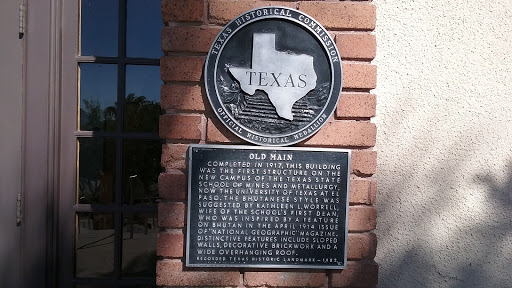 TEXAS HISTORICAL COMMISSION
TEXAS
OFFICIAL HISTORICAL MEDALLION
OLD MAIN
COMPLETED IN 1917, THIS BUILDING
WAS THE FIRST STRUCTURE ON THE
NEW CAMPUS OF THE TEXAS STATE
SCHOOL OF MINES AND METALLURGY,
NOW THE UNIVERSITY OF TEXAS AT EL
PASO. THE BHUTANESE STYLE WAS
SUGGESTED BY KATHLEEN L. WORRELL,
WIFE OF THE SCHOOL'S FIRST DEAN,
WHO WAS INSPIRED BY A FEATURE
ON BHUTAN IN THE APRIL 1914 ISSUE
OF "NATIONAL GEOGRAPHIC" MAGAZINE.
DISTINCTIVE FEATURES INCLUDE SLOPED
WALLS, DECORATIVE BRICKWORK AND A
WIDE OVERHANGING ROOF.
RECORDED TEXAS HISTORIC LANDMARK - 1983